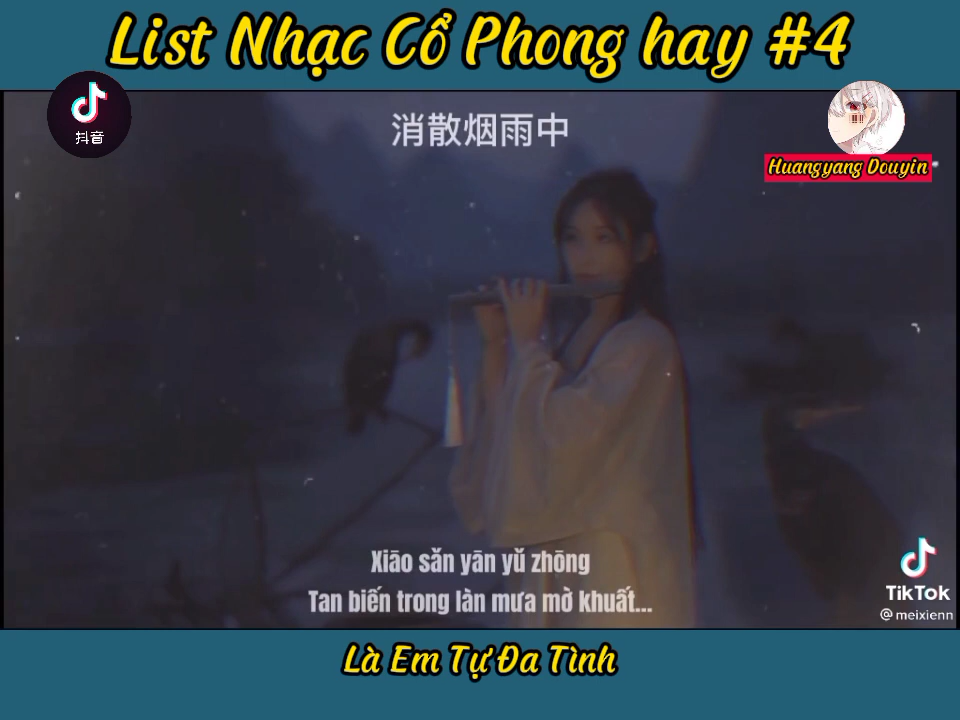 List Nhạc Cổ Phong hay #4
抖音
消散烟雨中
Huangyang Douyin
Xiāo sǎn yān yǔ zhōng
Tan biến trong làn mưa mờ khuất...
TikTok
@meixienn
Là Em Tự Đa Tình